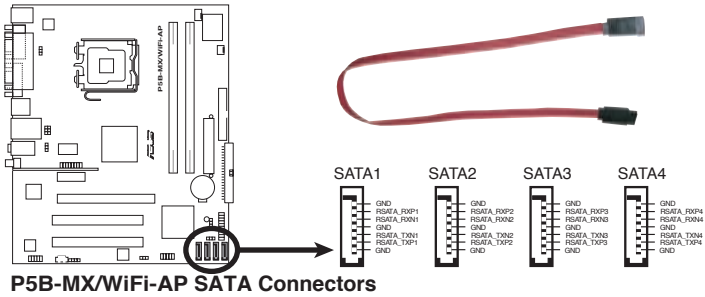 P5B-MX/WiFi-AP
ASUS
SATA1
GND
RSATA_RXP1
RSATA_RXN1
GND
RSATA_TXN1
RSATA_TXP1
GND
SATA2
GND
RSATA_RXP2
RSATA_RXN2
GND
RSATA_TXN2
RSATA_TXP2
GND
SATA3
GND
RSATA_RXP3
RSATA_RXN3
GND
RSATA_TXN3
RSATA_TXP3
GND
SATA4
GND
RSATA_RXP4
RSATA_RXN4
GND
RSATA_TXN4
RSATA_TXP4
GND
P5B-MX/WiFi-AP SATA Connectors